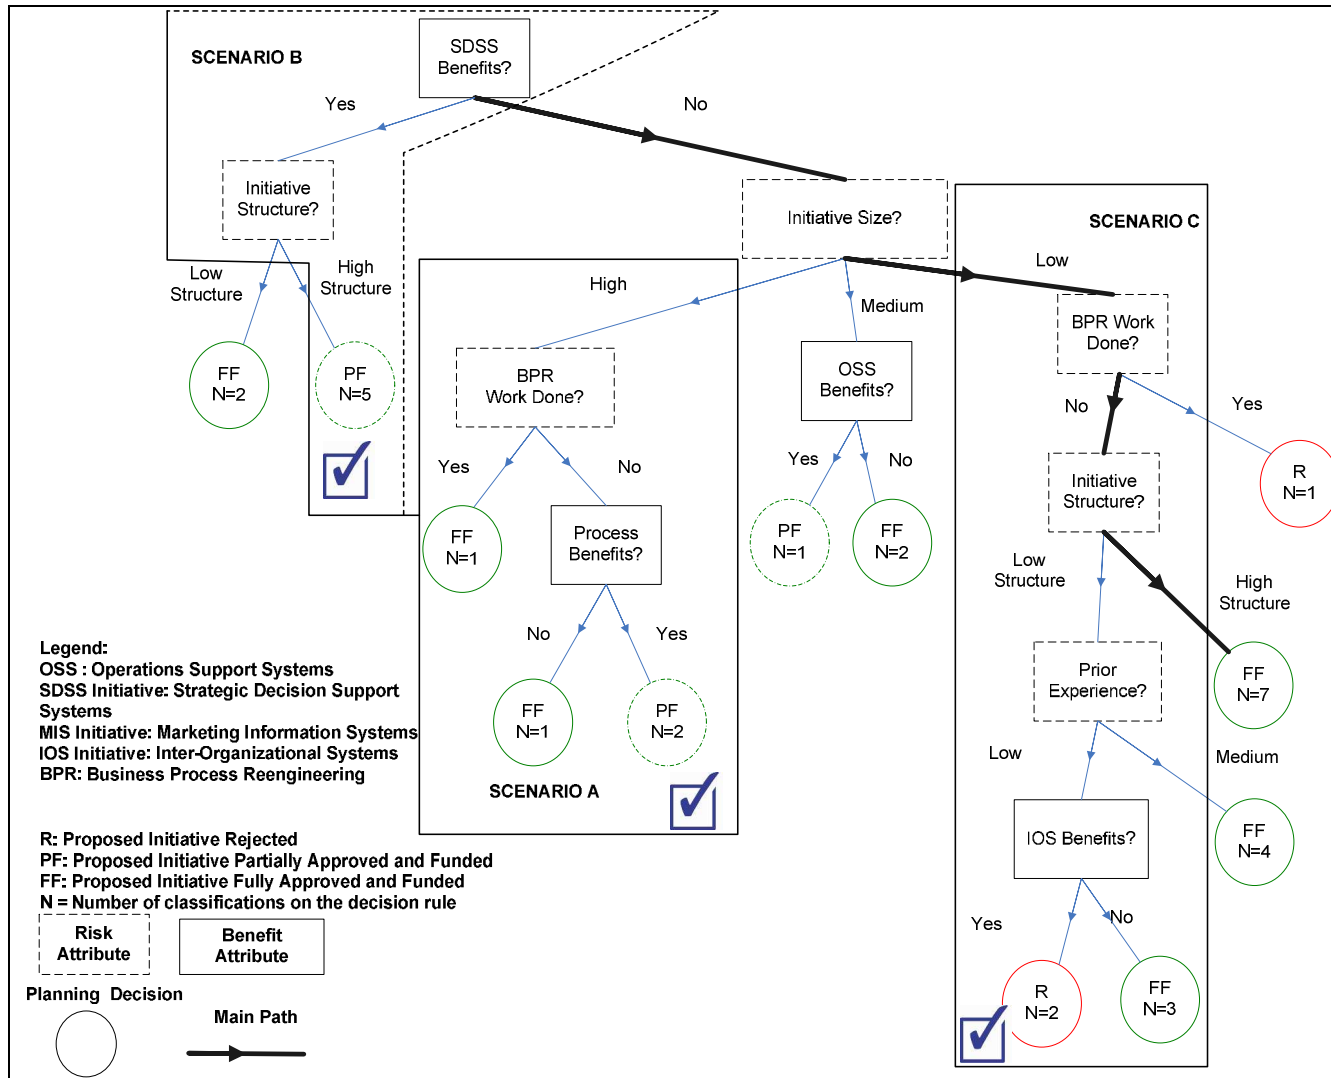 SCENARIO B
SDSS
Benefits?
Yes
No
Initiative
Structure?
Initiative Size?
SCENARIO C
Low
Structure
High
Structure
High
Medium
Low
FF
N=2
PF
N=5
BPR
Work Done?
OSS
Benefits?
BPR Work
Done?
Yes
No
Yes
No
No
Yes
FF
N=1
Process
Benefits?
PF
N=1
FF
N=2
Initiative
Structure?
R
N=1
Low
Structure
High
Structure
No
Yes
FF
N=1
PF
N=2
SCENARIO A
Prior
Experience?
FF
N=7
Low
Medium
IOS Benefits?
FF
N=4
Yes
No
R
N=2
FF
N=3
Legend:
OSS : Operations Support Systems
SDSS Initiative: Strategic Decision Support
Systems
MIS Initiative: Marketing Information Systems
IOS Initiative: Inter-Organizational Systems
BPR: Business Process Reengineering
R: Proposed Initiative Rejected
PF: Proposed Initiative Partially Approved and Funded
FF: Proposed Initiative Fully Approved and Funded
N = Number of classifications on the decision rule
Risk
Attribute
Benefit
Attribute
Planning Decision
Main Path